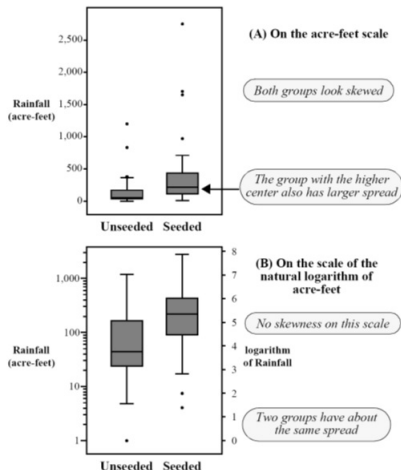 (A) On the acre-feet scale
2,500
2,000
1,500
1,000
500
0
Rainfall
(acre-feet)
Both groups look skewed
The group with the higher
center also has larger spread
Unseeded Seeded
(B) On the scale of the
natural logarithm of
acre-feet
1,000
100
10
1
Rainfall
(acre-feet)
8
7
6
5
4
3
2
1
0
logarithm
of Rainfall
No skewness on this scale
Two groups have about
the same spread
Unseeded Seeded